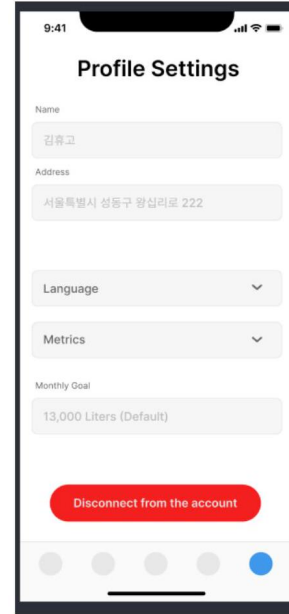 9:41
Profile Settings
Name
김휴고
Address
서울특별시 성동구 왕십리로 222
Language
Metrics
Monthly Goal
13,000 Liters (Default)
Disconnect from the account